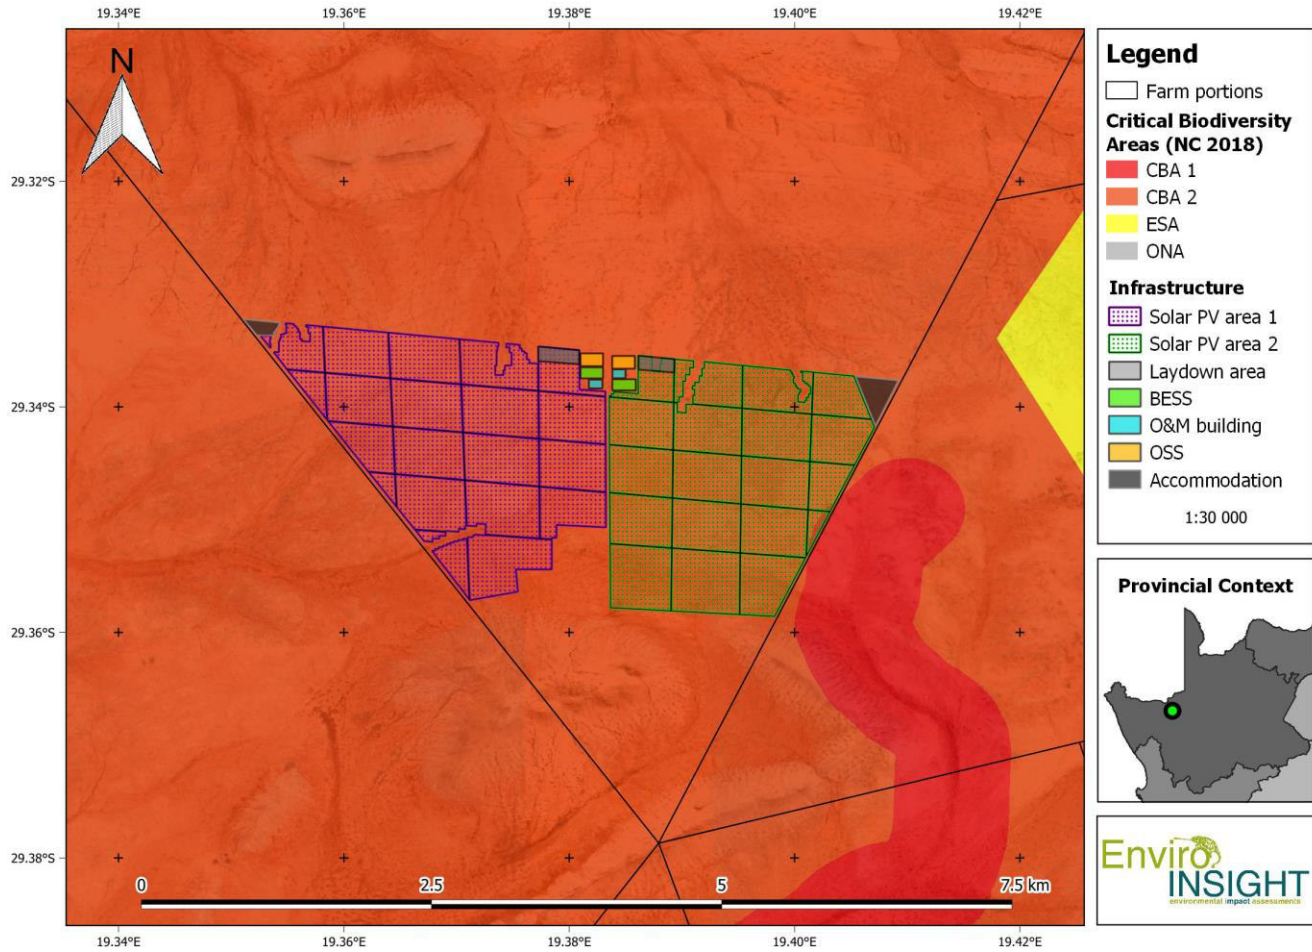 19.34°E 19.36°E 19.38°E 19.40°E 19.42°E
N
29.32°S
29.34°S
29.36°S
29.38°S
0 2.5 5 7.5 km
19.34°E 19.36°E 19.38°E 19.40°E 19.42°E
Legend
Farm portions
Critical Biodiversity
Areas (NC 2018)
CBA 1
CBA 2
ESA
ONA
Infrastructure
Solar PV area 1
Solar PV area 2
Laydown area
BESS
O&M building
OSS
Accommodation
1:30 000
Provincial Context
Enviro
INSIGHT
environmental impact assessments